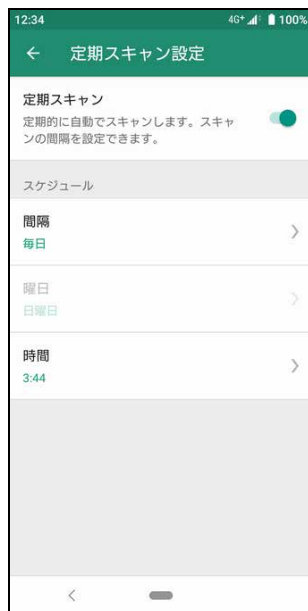 12:34 4G+ 100%
定期スキャン設定
定期スキャン
定期的に自動でスキャンします。スキャ
ンの間隔を設定できます。
スケジュール
間隔
毎日
曜日
日曜日
時間
3:44